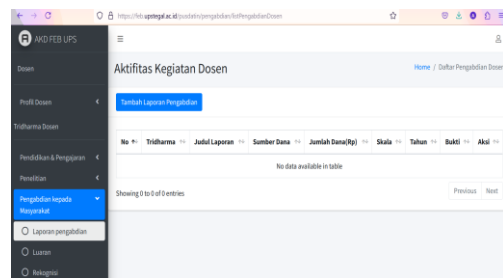 https://feb.upstegal.ac.id/pusdatin/pengabdian/lintPengabdianDosen
AKD FEB UPS
Dosen
Aktifitas Kegiatan Dosen
Home / Daftar Pengabdian Dosen
Profil Dosen
Tambah Laporan Pengabdian
Tridharma Dosen
No Tridharma Judul Laporan Sumber Dana Jumlah Dana(Rp) Skala Tahun Bukti Aksi
Pendidikan & Pengajaran
No data available in table
Penelitian
Showing 0 to 0 of 0 entries
Previous Next
Pengabdian kepada
Masyarakat
Laporan pengabdian
Luaran
Rekognisi